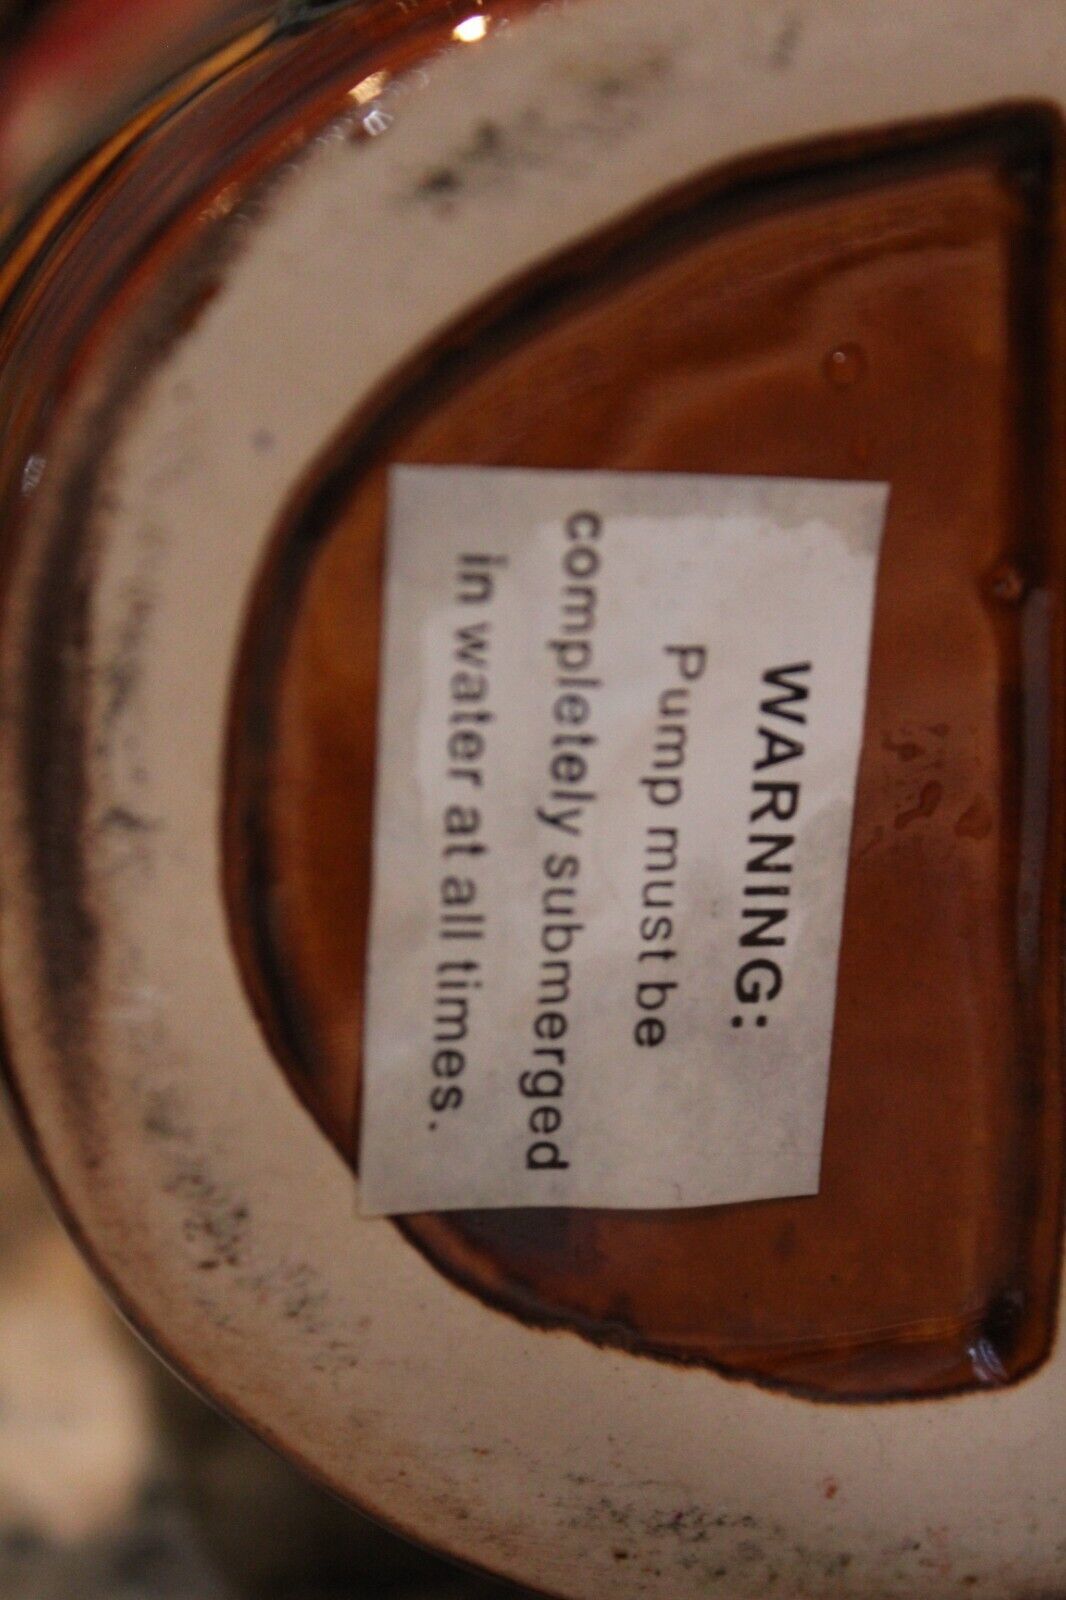 WARNING:
Pump must be
completely submerged
in water at all times.